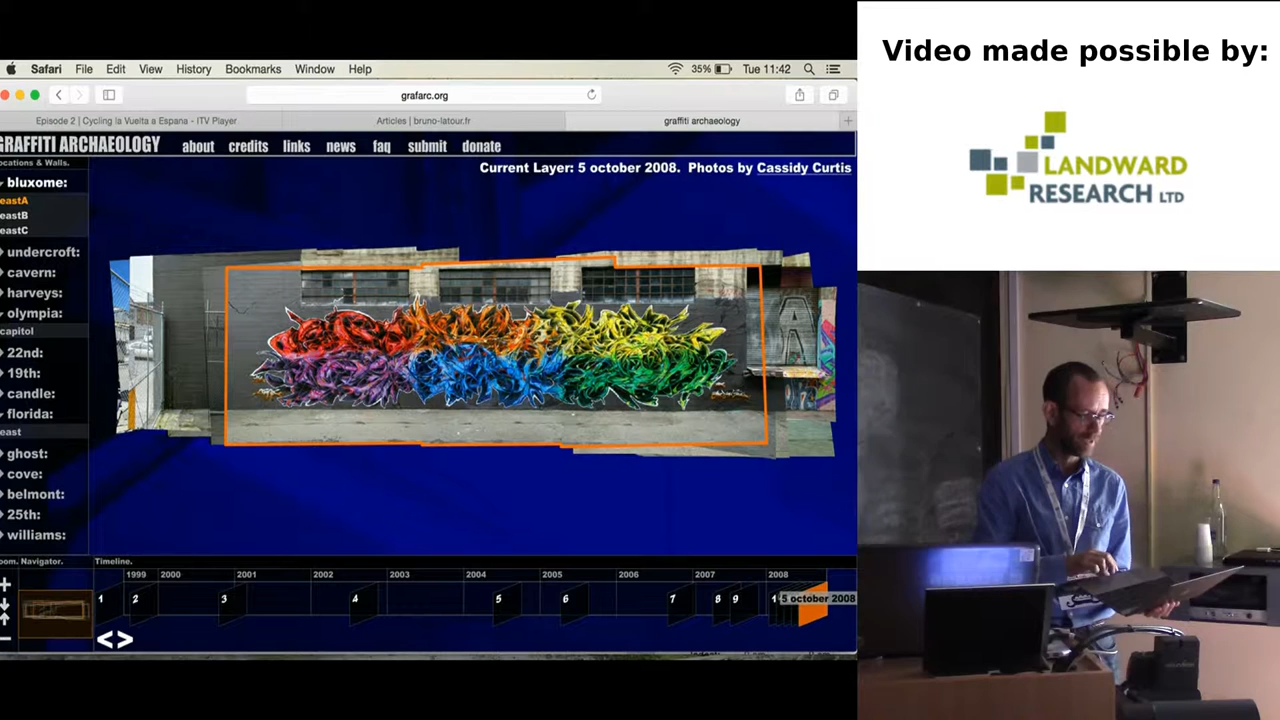 Safari File Edit View History Bookmarks Window Help
35% Tue 11:42
grafarc.org
Episode 2 | Cycling la Vuelta a Espana - ITV Player
Articles | bruno-latour.fr
graffiti archaeology
GRAFFITI ARCHAEOLOGY about credits links news faq submit donate
ocations & Walls.
Current Layer: 5 october 2008. Photos by Cassidy Curtis
bluxome:
eastA
eastB
eastC
undercroft:
cavern:
harveys:
olympia:
capitol
22nd:
19th:
candle:
florida:
east
ghost:
cove:
belmont:
25th:
williams:
A
oom. Navigator. Timeline.
1999 2000 2001 2002 2003 2004 2005 2006 2007 2008
1 2 3 4 5 6 7 8 9 1 5 october 2008
<>
Video made possible by:
LANDWARD
RESEARCH LTD